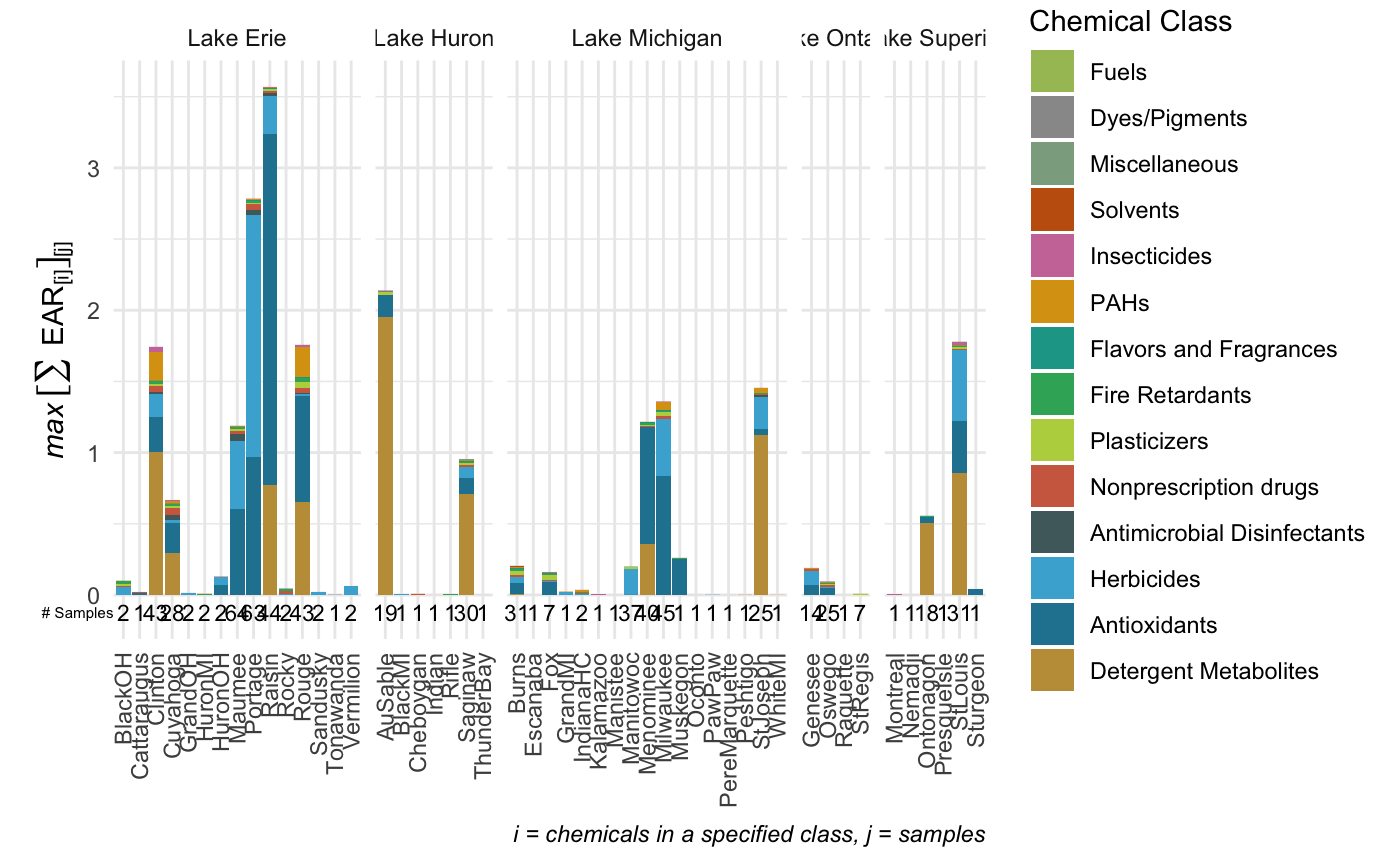 Lake Erie
Lake Huron
Lake Michigan
ke Onta
ake Superi
Chemical Class
Fuels
Dyes/Pigments
Miscellaneous
Solvents
Insecticides
PAHs
Flavors and Fragrances
Fire Retardants
Plasticizers
Nonprescription drugs
Antimicrobial Disinfectants
Herbicides
Antioxidants
Detergent Metabolites
max [∑ EAR[i]][j]
3
2
1
0
# Samples
BlackOH
Cattaraugus
Clinton
Cuyahoga
GrandOH
HuronMI
HuronOH
Maumee
Portage
Raisin
Rocky
Rouge
Sandusky
Tonawanda
Vermilion
AuSable
BlackMI
Cheboygan
Indian
Rifle
Saginaw
ThunderBay
Burns
Escanaba
Fox
GrandMI
IndianaHC
Kalamazoo
Manistee
Manitowoc
Menominee
Milwaukee
Muskegon
Oconto
PawPaw
PereMarquette
Peshtigo
StJoseph
WhiteMI
Genesee
Oswego
Raquette
StRegis
Montreal
Nemadji
Ontonagon
PresqueIsle
StLouis
Sturgeon
i = chemicals in a specified class, j = samples